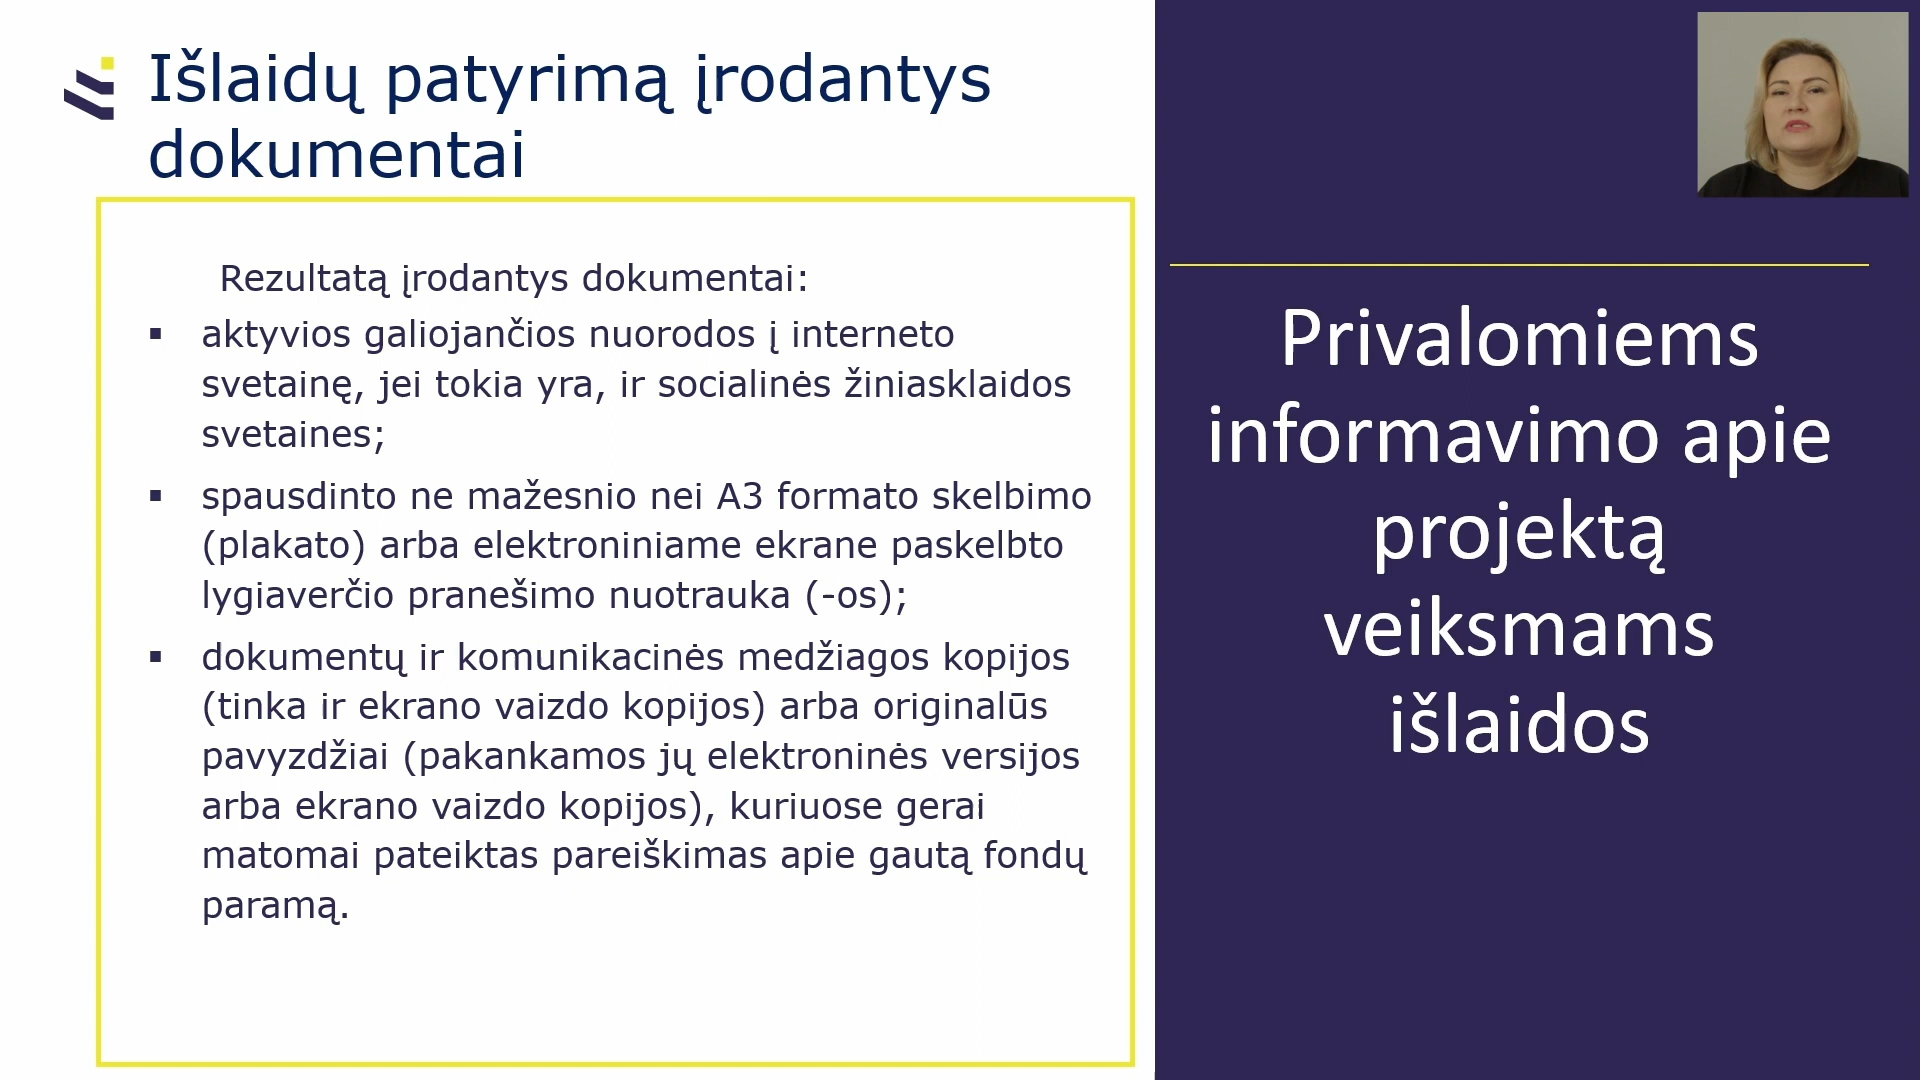 Išlaidų patyrimą įrodantys
dokumentai
Rezultatą įrodantys dokumentai:
▪ aktyvios galiojančios nuorodos į interneto
svetainę, jei tokia yra, ir socialinės žiniasklaidos
svetaines;
▪ spausdinto ne mažesnio nei A3 formato skelbimo
(plakato) arba elektroniniame ekrane paskelbto
lygiaverčio pranešimo nuotrauka (-os);
▪ dokumentų ir komunikacinės medžiagos kopijos
(tinka ir ekrano vaizdo kopijos) arba originalūs
pavyzdžiai (pakankamos jų elektroninės versijos
arba ekrano vaizdo kopijos), kuriuose gerai
matomai pateiktas pareiškimas apie gautą fondų
paramą.
Privalomiems
informavimo apie
projektą
veiksmams
išlaidos